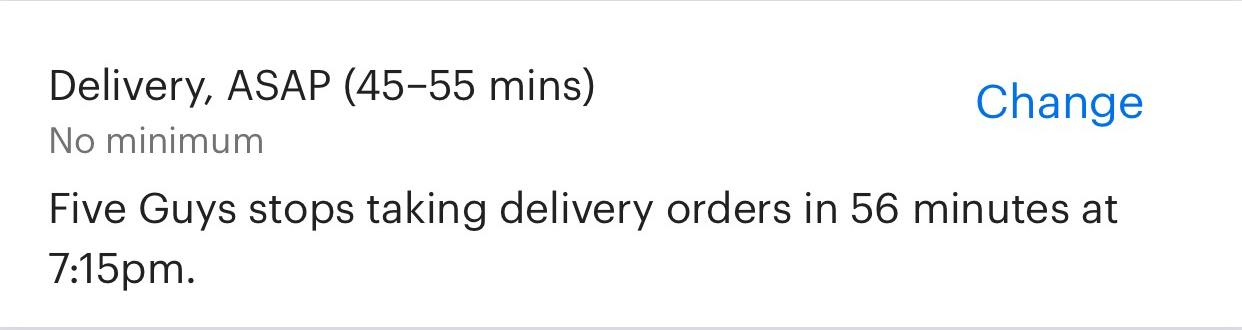 Delivery, ASAP (45–55 mins)
Change
No minimum
Five Guys stops taking delivery orders in 56 minutes at
7:15pm.